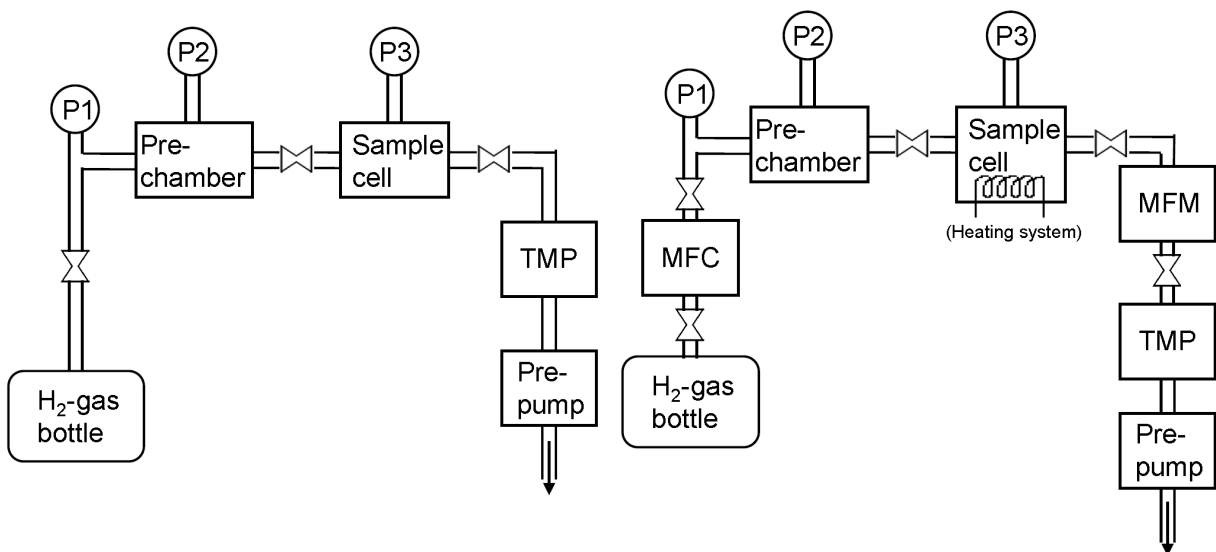 P1
P2
P3
Pre-
chamber
Sample
cell
TMP
Pre-
pump
H₂-gas
bottle
P1
P2
P3
Pre-
chamber
Sample
cell
(Heating system)
MFM
MFC
TMP
H₂-gas
bottle
Pre-
pump